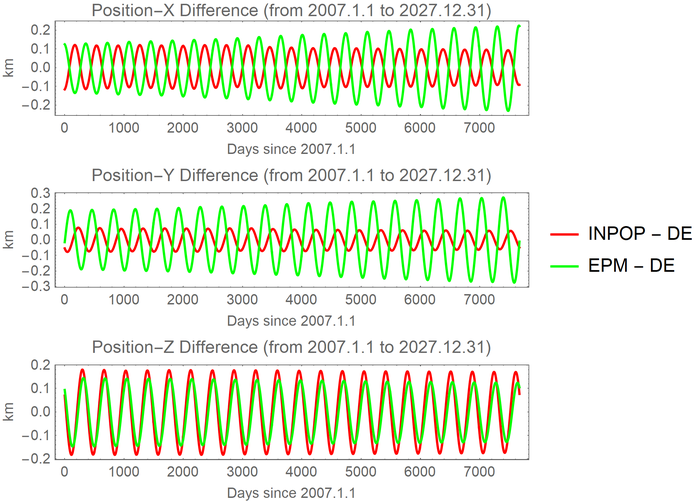 Position-X Difference (from 2007.1.1 to 2027.12.31)
0.2
0.1
0.0
-0.1
-0.2
km
0 1000 2000 3000 4000 5000 6000 7000
Days since 2007.1.1
Position-Y Difference (from 2007.1.1 to 2027.12.31)
0.3
0.2
0.1
0.0
-0.1
-0.2
-0.3
km
0 1000 2000 3000 4000 5000 6000 7000
Days since 2007.1.1
INPOP - DE
EPM - DE
Position-Z Difference (from 2007.1.1 to 2027.12.31)
0.2
0.1
0.0
-0.1
-0.2
km
0 1000 2000 3000 4000 5000 6000 7000
Days since 2007.1.1